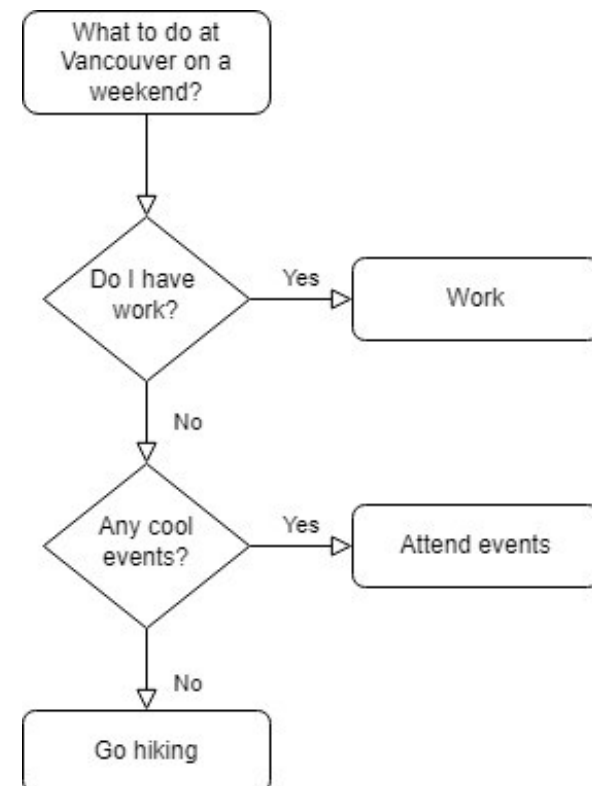 What to do at
Vancouver on a
weekend?
Do I have
work?
Yes
Work
No
Any cool
events?
Yes
Attend events
No
Go hiking